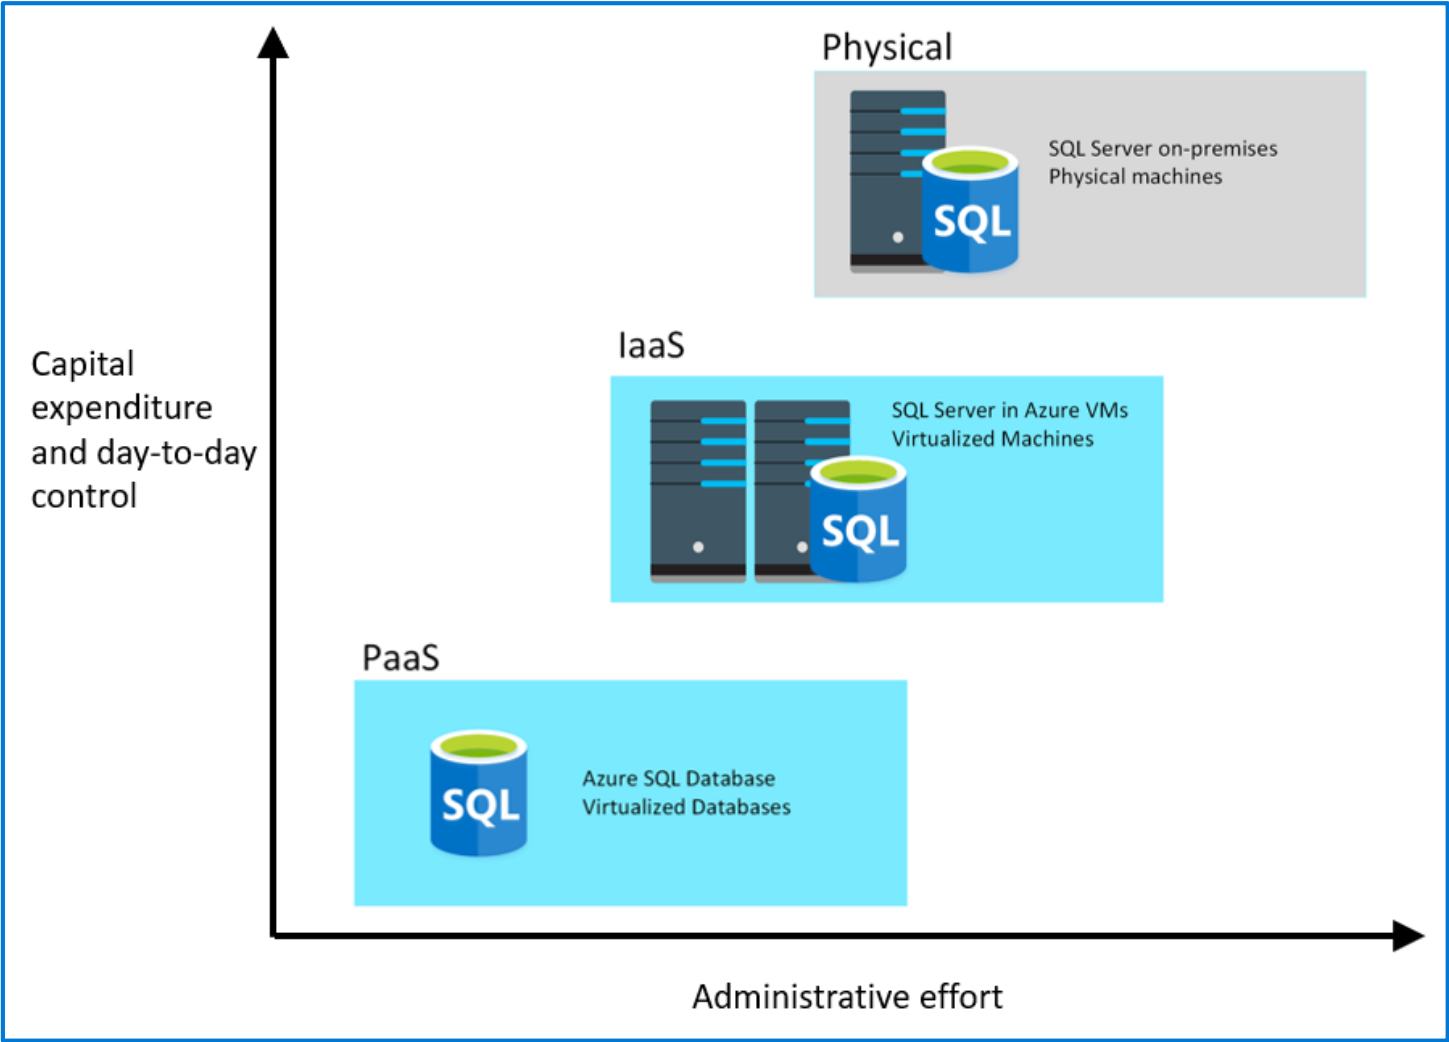 Physical
SQL Server on-premises
Physical machines
SQL
IaaS
SQL Server in Azure VMs
Virtualized Machines
SQL
Capital
expenditure
and day-to-day
control
PaaS
Azure SQL Database
Virtualized Databases
SQL
Administrative effort